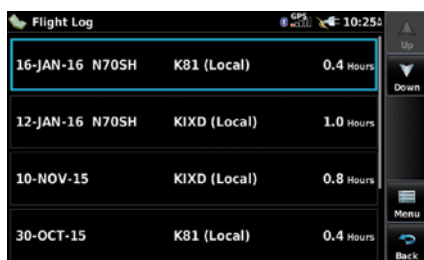 Flight Log
GPS
10:25
Up
16-JAN-16 N70SH K81 (Local) 0.4 Hours
Down
12-JAN-16 N70SH KIXD (Local) 1.0 Hours
10-NOV-15 KIXD (Local) 0.8 Hours
Menu
30-OCT-15 K81 (Local) 0.4 Hours
Back